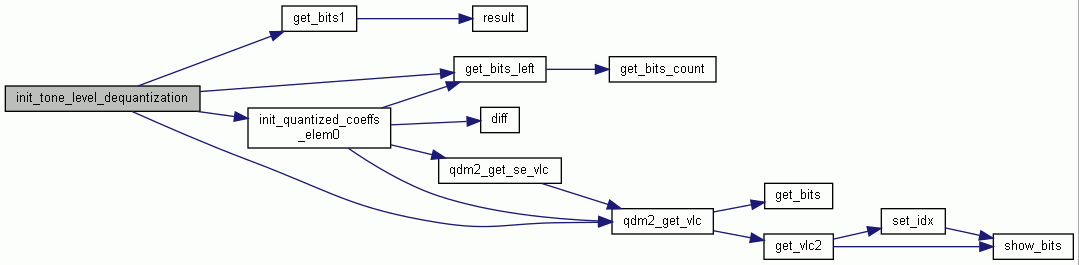 get_bits1
result
get_bits_left
get_bits_count
init_tone_level_dequantization
init_quantized_coeffs
_elem0
diff
qdm2_get_se_vlc
get_bits
qdm2_get_vlc
set_idx
get_vlc2
show_bits